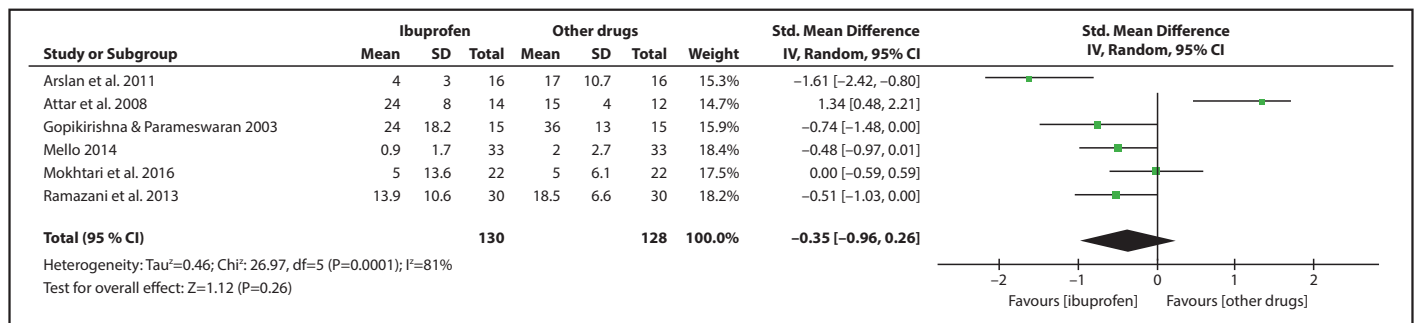 Ibuprofen Other drugs Std. Mean Difference Std. Mean Difference
Study or Subgroup Mean SD Total Mean SD Total Weight IV, Random, 95% CI IV, Random, 95% CI
Arslan et al. 2011 4 3 16 17 10.7 16 15.3% –1.61 [–2.42, –0.80]
Attar et al. 2008 24 8 14 15 4 12 14.7% 1.34 [0.48, 2.21]
Gopikirishna & Parameswaran 2003 24 18.2 15 36 13 15 15.9% –0.74 [–1.48, 0.00]
Mello 2014 0.9 1.7 33 2 2.7 33 18.4% –0.48 [–0.97, 0.01]
Mokhtari et al. 2016 5 13.6 22 5 6.1 22 17.5% 0.00 [–0.59, 0.59]
Ramazani et al. 2013 13.9 10.6 30 18.5 6.6 30 18.2% –0.51 [–1.03, 0.00]
Total (95 % CI) 130 128 100.0% –0.35 [–0.96, 0.26]
Heterogeneity: Tau²=0.46; Chi²: 26.97, df=5 (P=0.0001); I²=81%
Test for overall effect: Z=1.12 (P=0.26)
–2 –1 0 1 2
Favours [ibuprofen] Favours [other drugs]